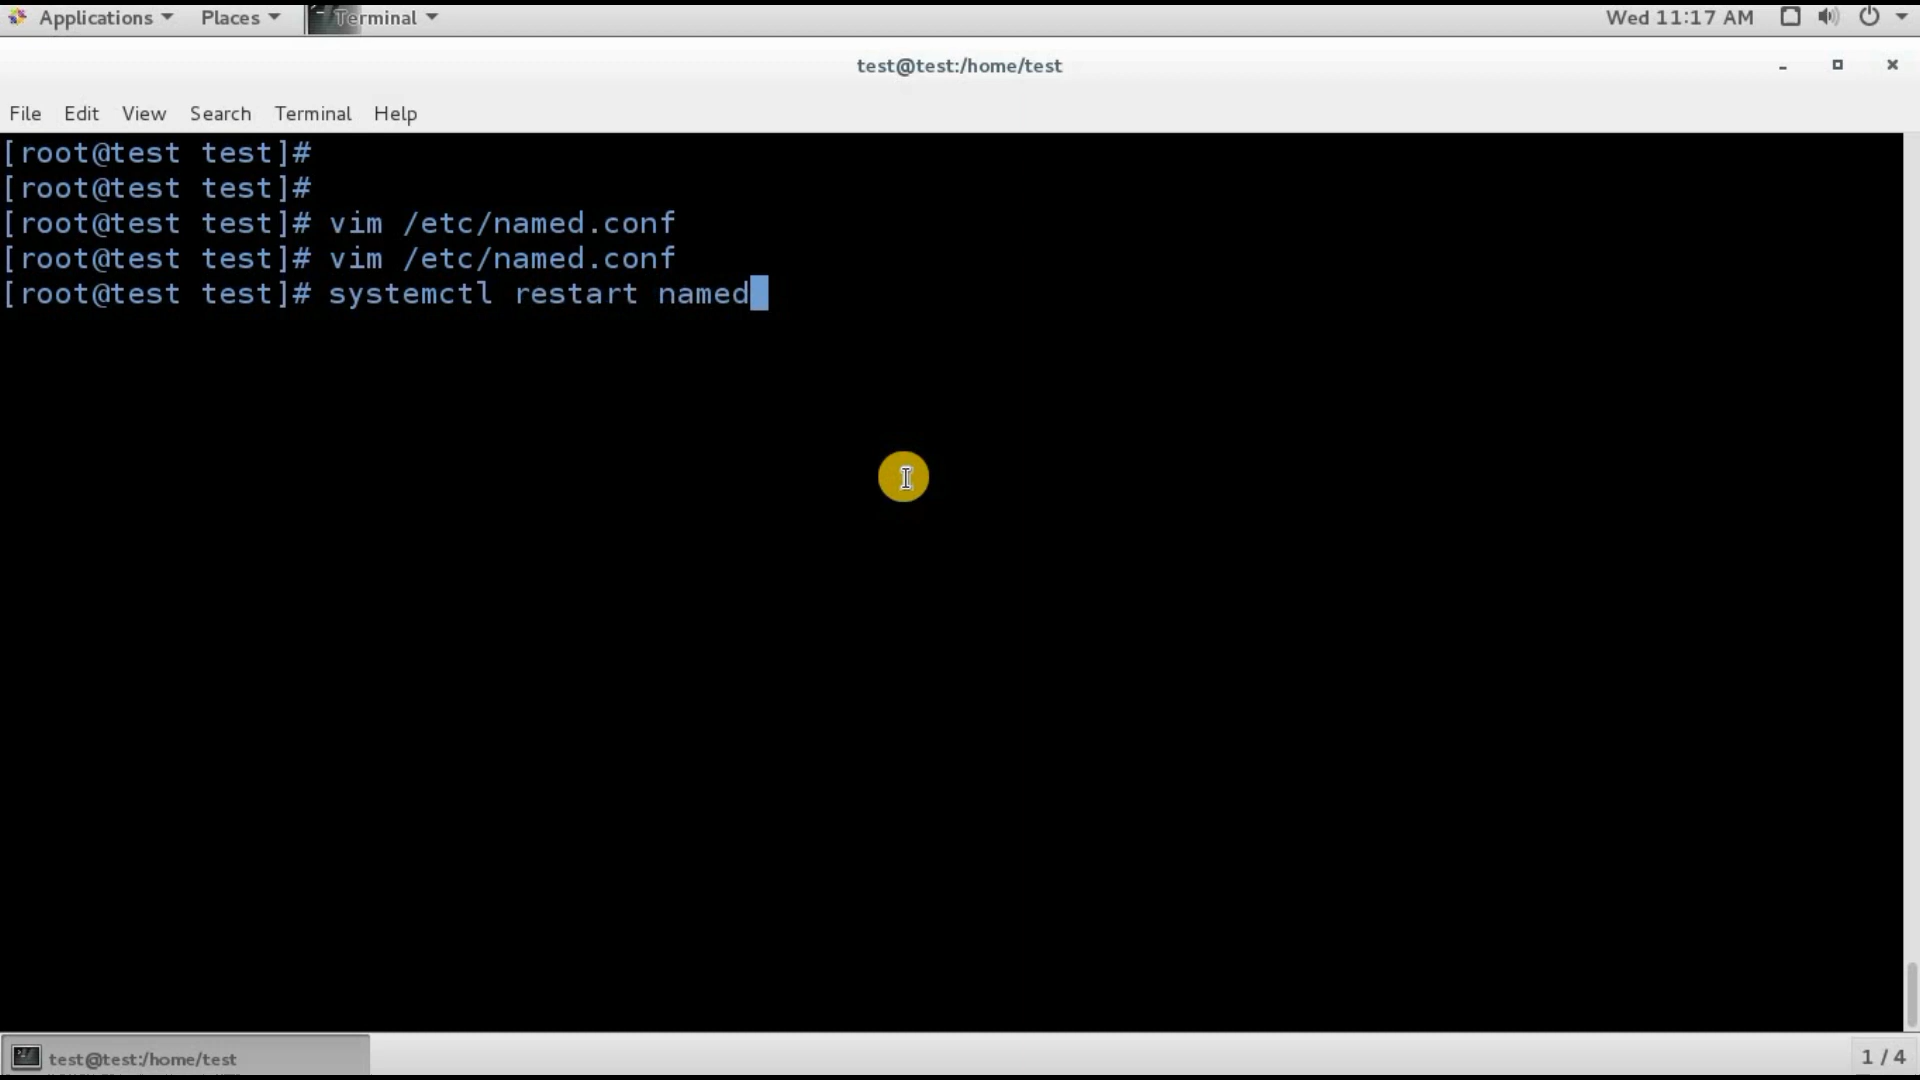 Applications Places Terminal Wed 11:17 AM
test@test:/home/test
File Edit View Search Terminal Help
[root@test test]#
[root@test test]#
[root@test test]# vim /etc/named.conf
[root@test test]# vim /etc/named.conf
[root@test test]# systemctl restart named
test@test:/home/test 1 / 4